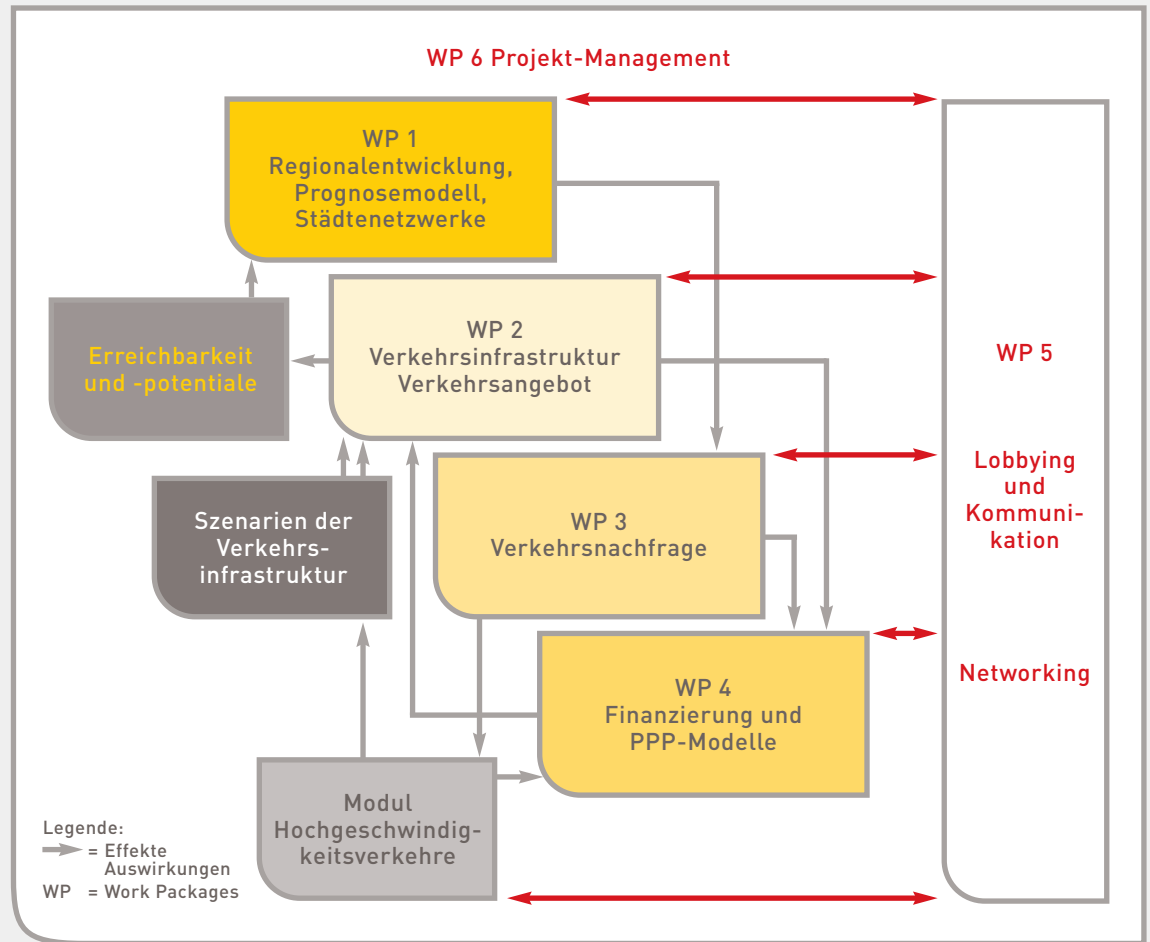 WP 6 Projekt-Management
WP 1
Regionalentwicklung,
Prognosemodell,
Städtenetzwerke
Erreichbarkeit
und -potentiale
WP 2
Verkehrsinfrastruktur
Verkehrsangebot
Szenarien der
Verkehrs-
infrastruktur
WP 3
Verkehrsnachfrage
WP 4
Finanzierung und
PPP-Modelle
Modul
Hochgeschwindig-
keitsverkehre
WP 5
Lobbying
und
Kommuni-
kation
Networking
Legende:
= Effekte
Auswirkungen
WP = Work Packages